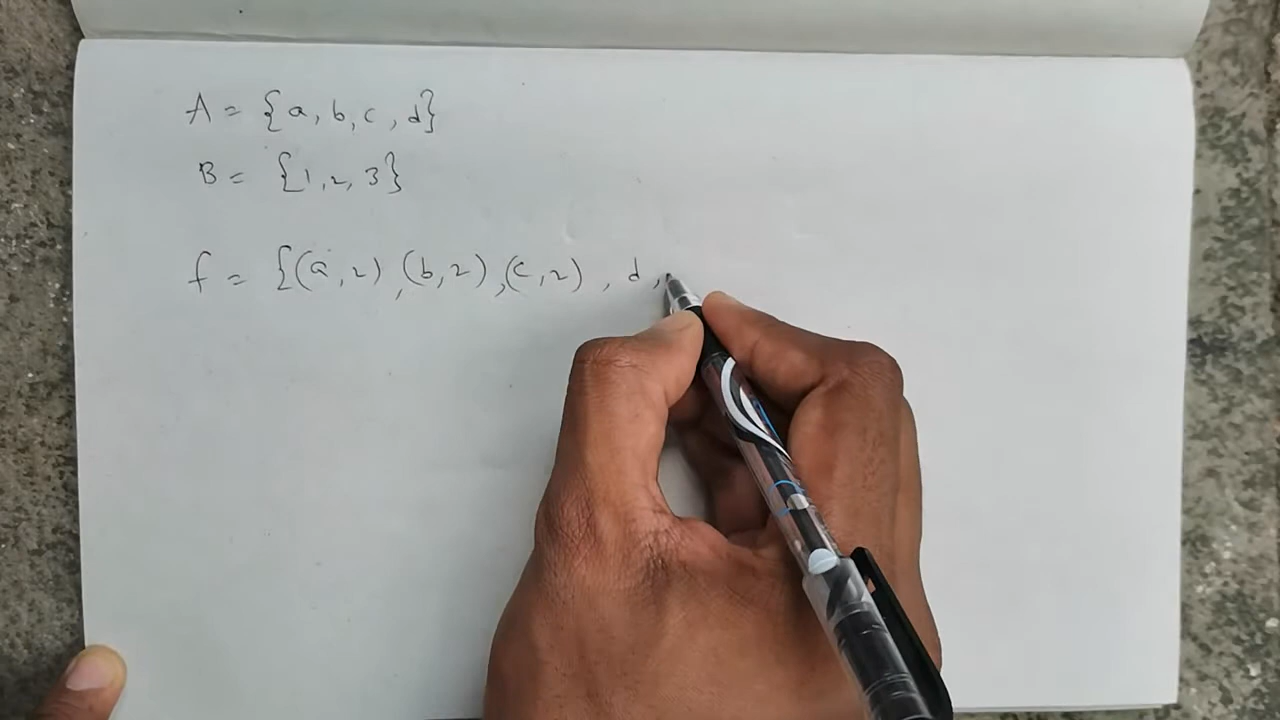 A = {a, b, c, d}
B = {1, 2, 3}
f = {(a, 2), (b, 2), (c, 2), d,